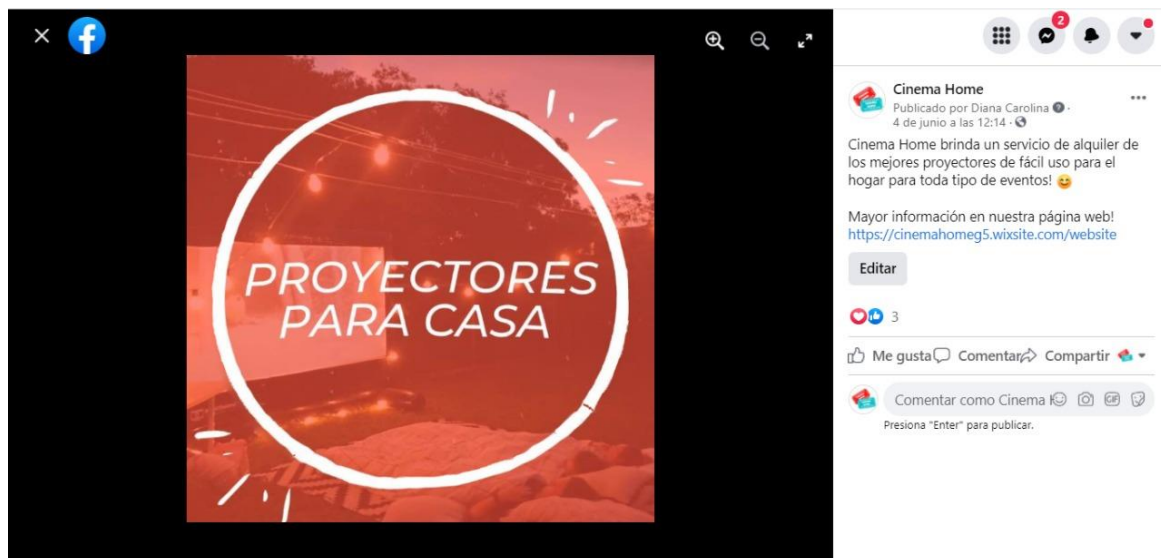 PROYECTORES
PARA CASA
2
Cinema Home
Publicado por Diana Carolina ·
4 de junio a las 12:14 ·
Cinema Home brinda un servicio de alquiler de
los mejores proyectores de fácil uso para el
hogar para toda tipo de eventos! 😊
Mayor información en nuestra página web!
https://cinemahomeg5.wixsite.com/website
Editar
3
Me gusta Comentar Compartir
Comentar como Cinema H
GIF
Presiona "Enter" para publicar.